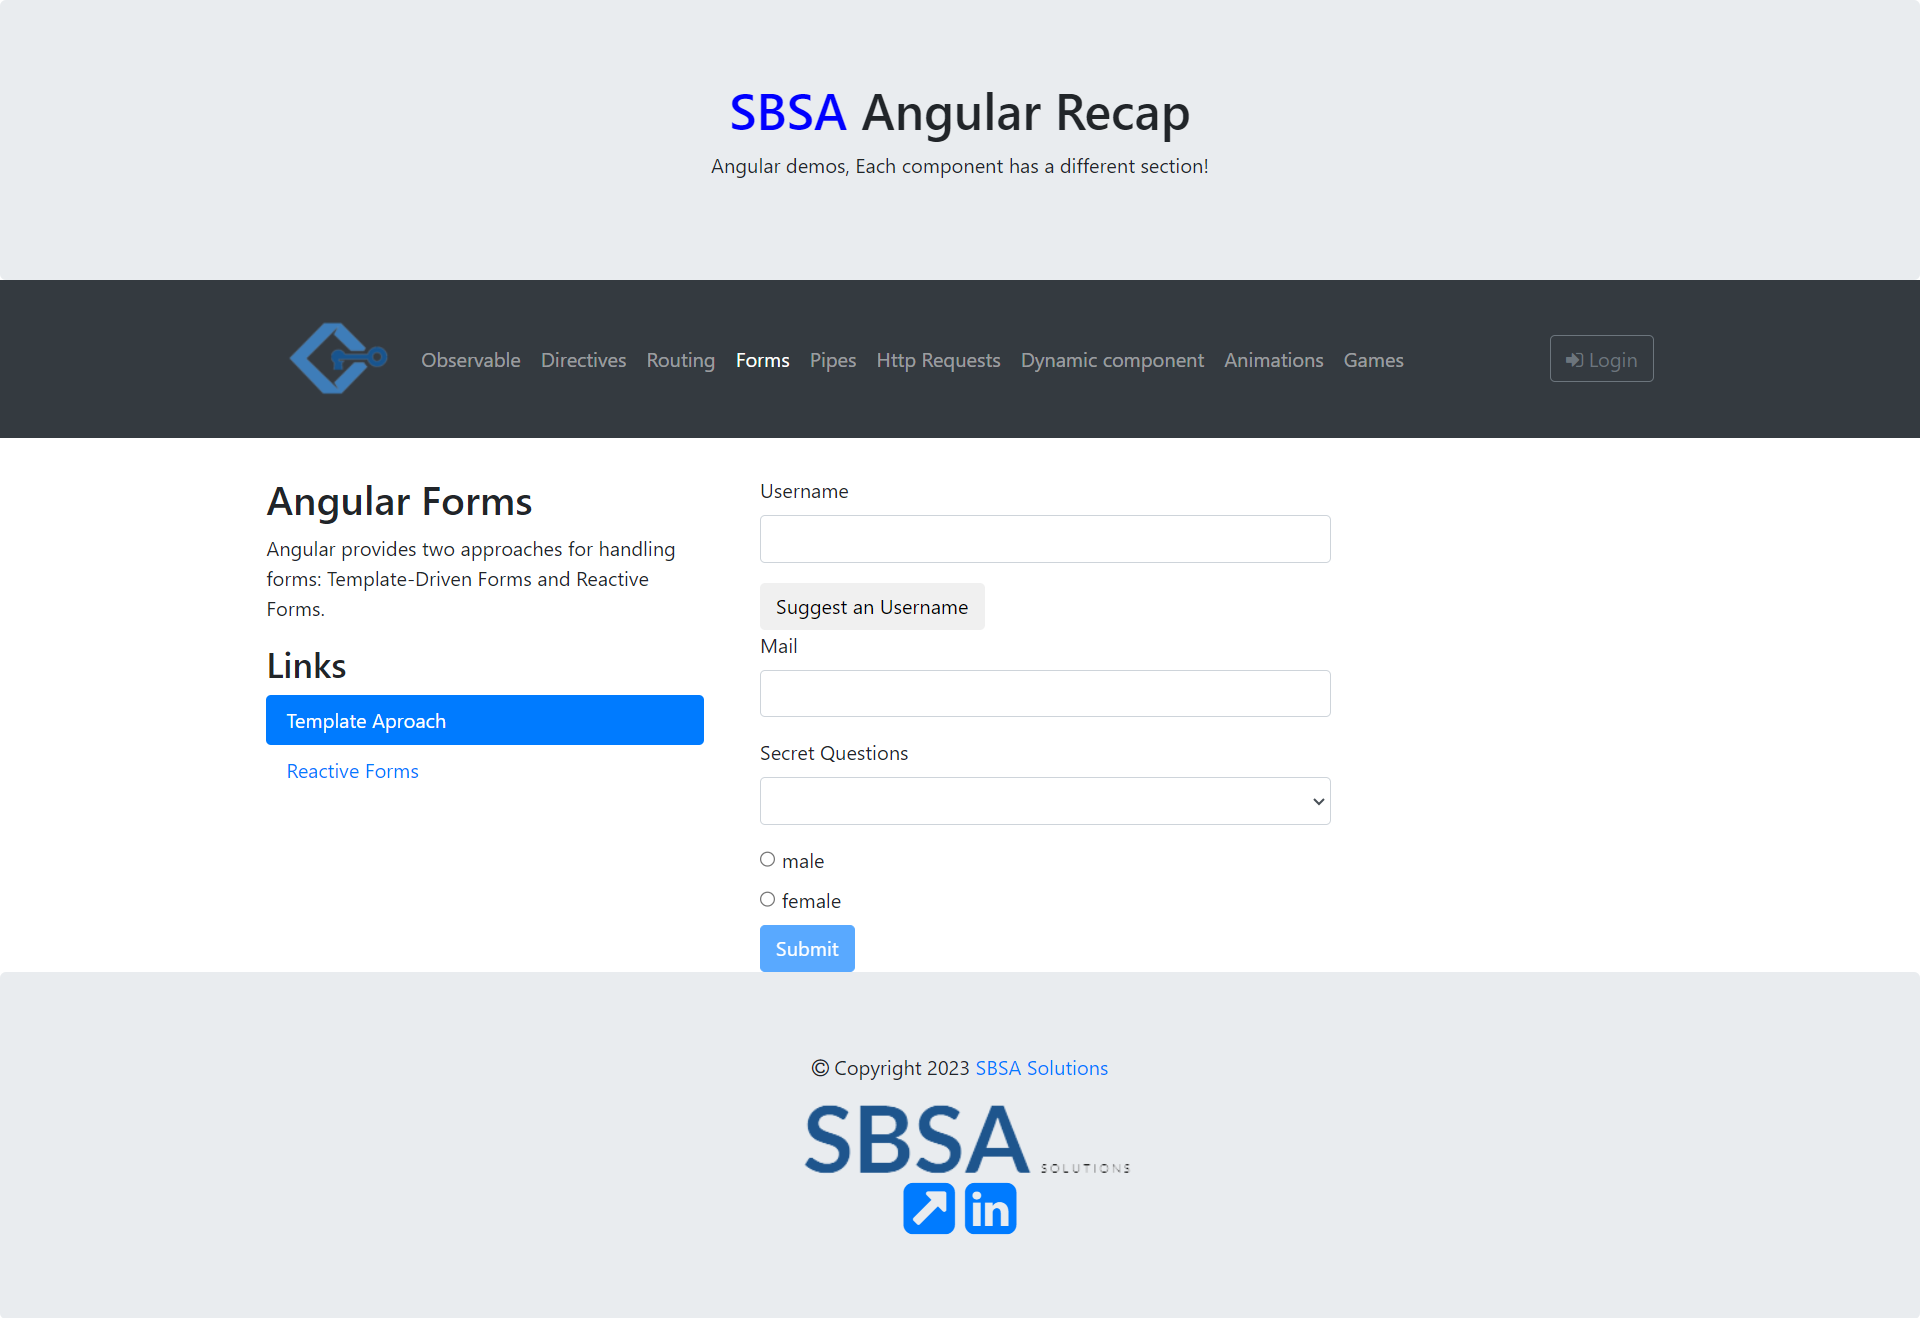 SBSA Angular Recap
Angular demos, Each component has a different section!
Observable Directives Routing Forms Pipes Http Requests Dynamic component Animations Games Login
Angular Forms
Angular provides two approaches for handling
forms: Template-Driven Forms and Reactive
Forms.
Links
Template Aproach
Reactive Forms
Username
Suggest an Username
Mail
Secret Questions
male
female
Submit
© Copyright 2023 SBSA Solutions
SBSA SOLUTIONS
in